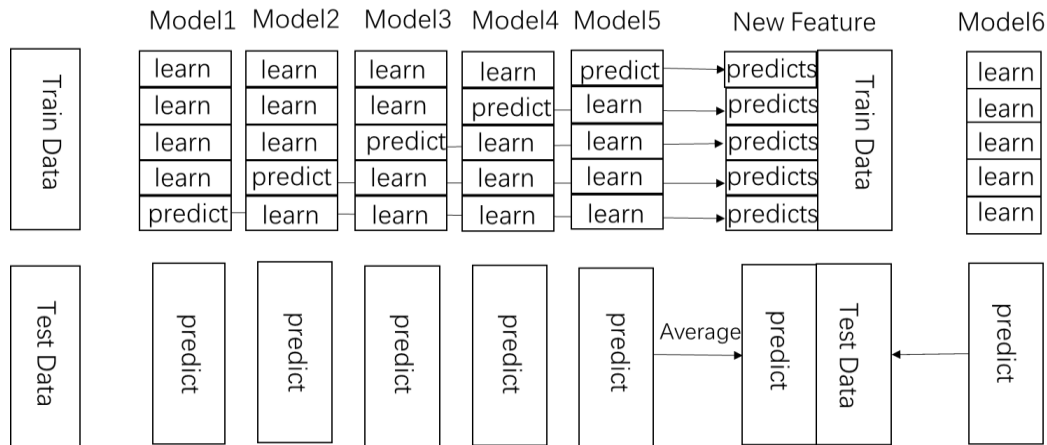 Model1 Model2 Model3 Model4 Model5 New Feature Model6
Train Data
learn learn learn learn predict predicts learn
learn learn learn predict learn predicts learn
learn learn predict learn learn predicts learn
learn predict learn learn learn predicts learn
predict learn learn learn learn predicts learn
Train Data
Test Data
predict predict predict predict predict
Average
predict
Test Data
predict